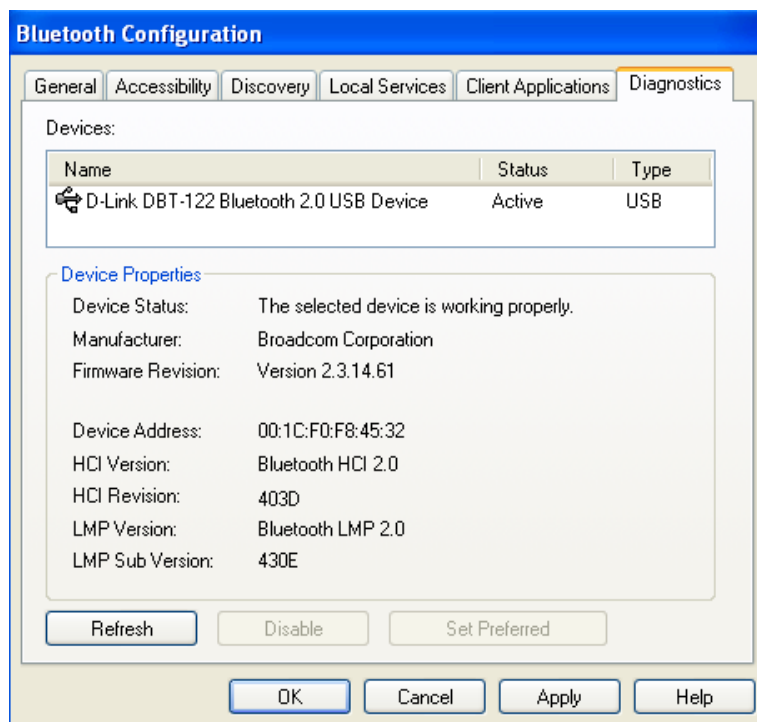 Bluetooth Configuration
General Accessibility Discovery Local Services Client Applications Diagnostics
Devices:
Name Status Type
D-Link DBT-122 Bluetooth 2.0 USB Device Active USB
Device Properties
Device Status: The selected device is working properly.
Manufacturer: Broadcom Corporation
Firmware Revision: Version 2.3.14.61
Device Address: 00:1C:F0:F8:45:32
HCI Version: Bluetooth HCI 2.0
HCI Revision: 403D
LMP Version: Bluetooth LMP 2.0
LMP Sub Version: 430E
Refresh Disable Set Preferred
OK Cancel Apply Help